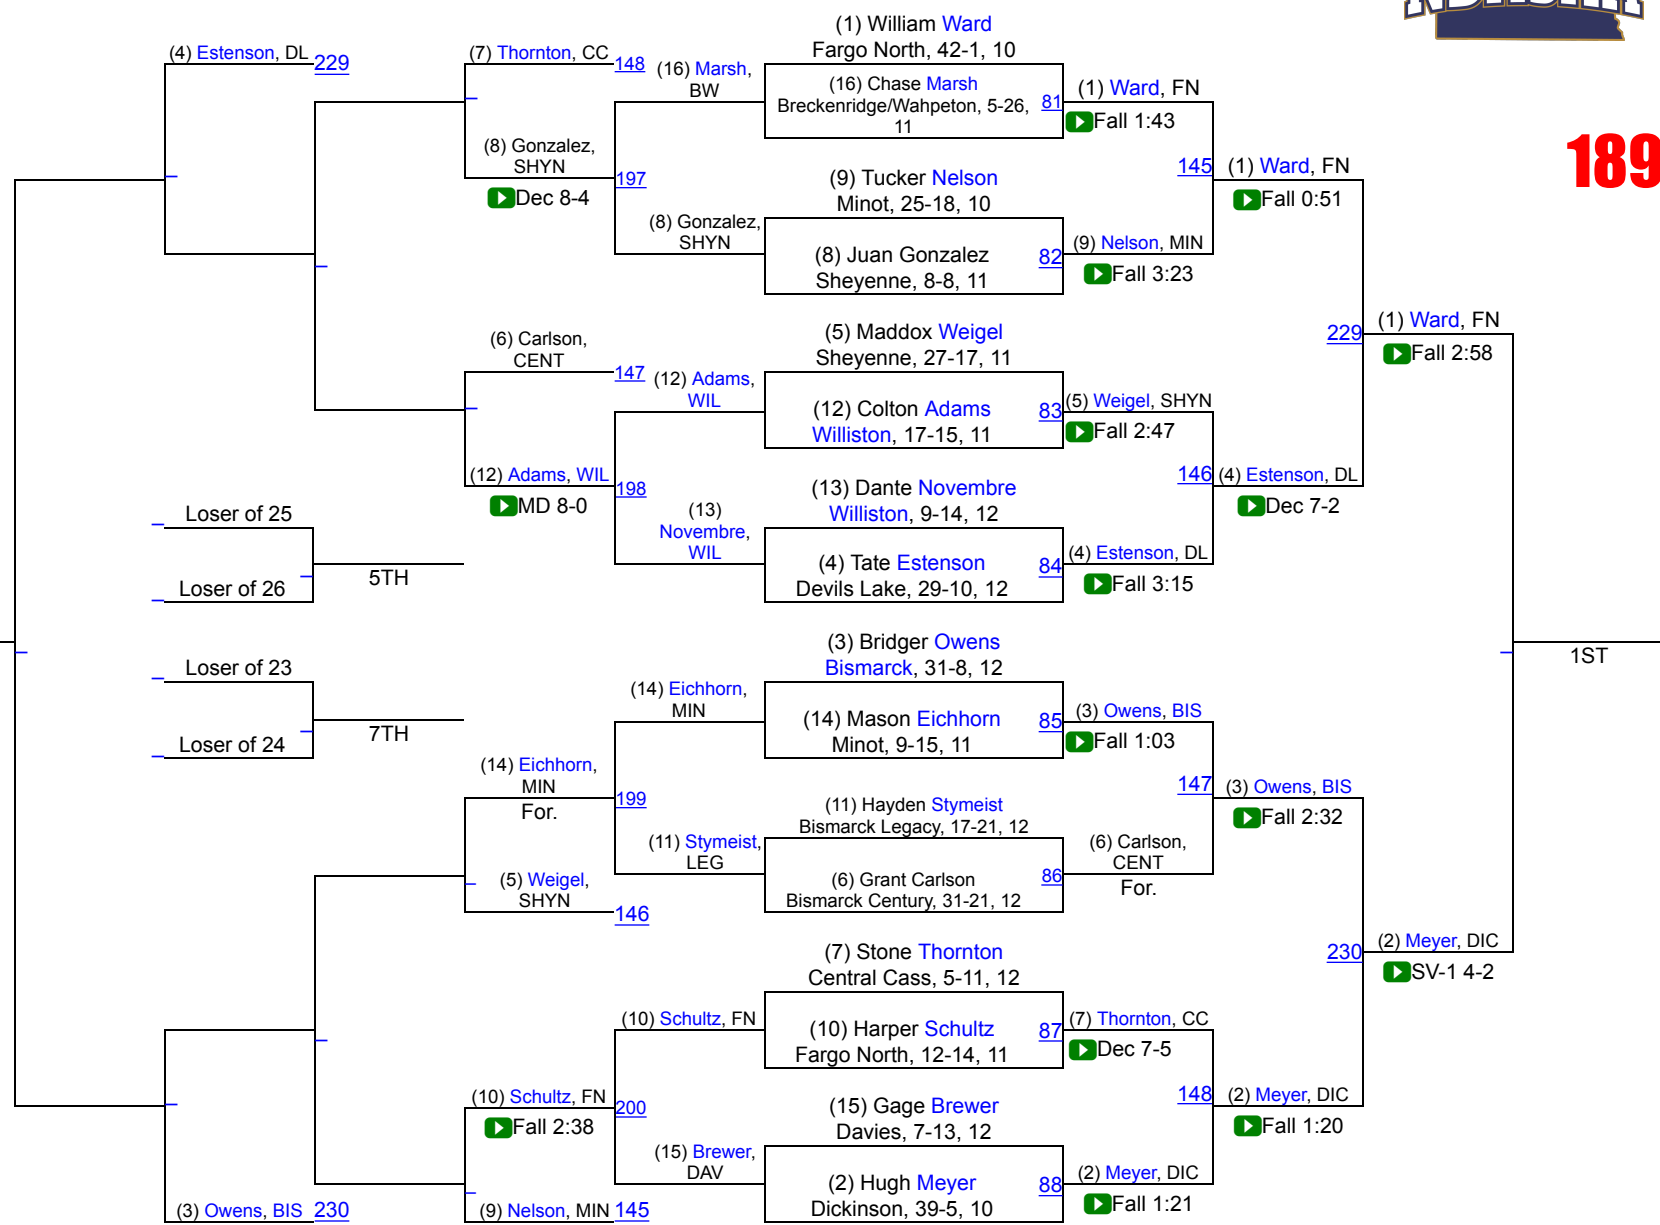 NDHSAA
189
(4) Estenson, DL
229
(7) Thornton, CC
148
(8) Gonzalez,
SHYN
Dec 8-4
197
(16) Marsh,
BW
(8) Gonzalez,
SHYN
(6) Carlson,
CENT
147
(12) Adams,
WIL
(12) Adams, WIL
MD 8-0
198
(13)
Novembre,
WIL
Loser of 25
Loser of 26
5TH
Loser of 23
Loser of 24
7TH
(14) Eichhorn,
MIN
(14) Eichhorn,
MIN
For.
199
(11) Stymeist,
LEG
(5) Weigel,
SHYN
146
(10) Schultz, FN
(10) Schultz, FN
Fall 2:38
200
(15) Brewer,
DAV
(3) Owens, BIS
230
(9) Nelson, MIN
145
(1) William Ward
Fargo North, 42-1, 10
(16) Chase Marsh
Breckenridge/Wahpeton, 5-26,
11
81
(9) Tucker Nelson
Minot, 25-18, 10
(8) Juan Gonzalez
Sheyenne, 8-8, 11
82
(5) Maddox Weigel
Sheyenne, 27-17, 11
(12) Colton Adams
Williston, 17-15, 11
83
(13) Dante Novembre
Williston, 9-14, 12
(4) Tate Estenson
Devils Lake, 29-10, 12
84
(3) Bridger Owens
Bismarck, 31-8, 12
(14) Mason Eichhorn
Minot, 9-15, 11
85
(11) Hayden Stymeist
Bismarck Legacy, 17-21, 12
(6) Grant Carlson
Bismarck Century, 31-21, 12
86
(7) Stone Thornton
Central Cass, 5-11, 12
(10) Harper Schultz
Fargo North, 12-14, 11
87
(15) Gage Brewer
Davies, 7-13, 12
(2) Hugh Meyer
Dickinson, 39-5, 10
88
(1) Ward, FN
Fall 1:43
145
(9) Nelson, MIN
Fall 3:23
(5) Weigel, SHYN
Fall 2:47
146
(4) Estenson, DL
Fall 3:15
(3) Owens, BIS
Fall 1:03
147
(6) Carlson,
CENT
For.
(7) Thornton, CC
Dec 7-5
148
(2) Meyer, DIC
Fall 1:21
(1) Ward, FN
Fall 0:51
229
(4) Estenson, DL
Dec 7-2
(3) Owens, BIS
Fall 2:32
230
(2) Meyer, DIC
Fall 1:20
(1) Ward, FN
Fall 2:58
(2) Meyer, DIC
SV-1 4-2
1ST